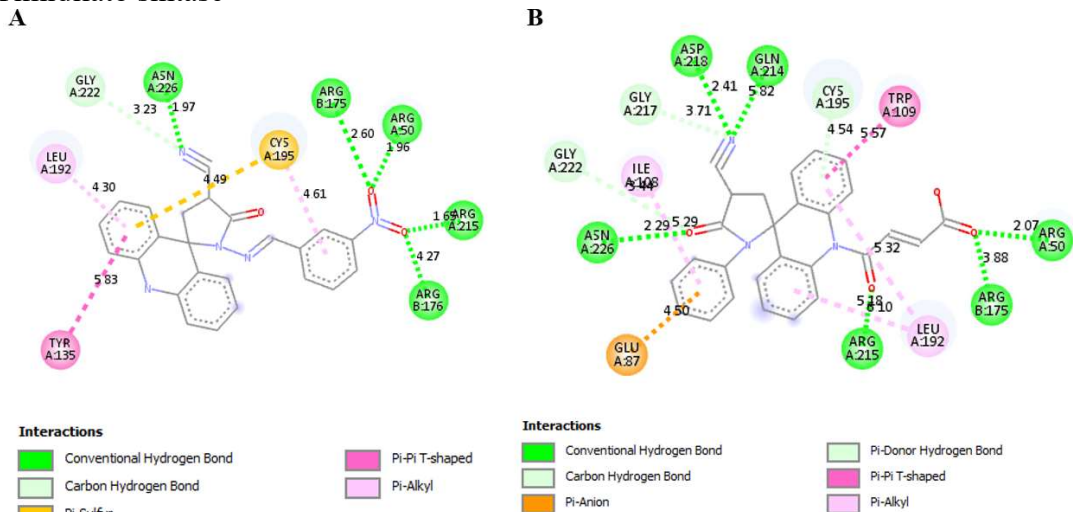 A
B
GLY
A:222
ASN
A:226
3 23
1 97
ARG
B:175
ARG
A:50
2 60
1 96
CYS
A:195
LEU
A:192
4 30
4 49
4 61
1 69
ARG
A:215
4 27
ARG
B:176
5 83
TYR
A:135
N
N
N
N
N
O
O
O
Interactions
Conventional Hydrogen Bond
Carbon Hydrogen Bond
Pi-Sulfur
Pi-Pi T-shaped
Pi-Alkyl
ASP
A:218
GLN
A:214
2 41
5 82
GLY
A:217
3 71
CYS
A:195
TRP
A:109
4 54
5 57
GLY
A:222
ILE
A:108
ASN
A:226
2 29
5 29
2 07
ARG
A:50
5 32
3 88
ARG
B:175
5 18
6 10
4 50
GLU
A:87
ARG
A:215
LEU
A:192
N
N
N
O
O
O
O
Interactions
Conventional Hydrogen Bond
Carbon Hydrogen Bond
Pi-Anion
Pi-Donor Hydrogen Bond
Pi-Pi T-shaped
Pi-Alkyl